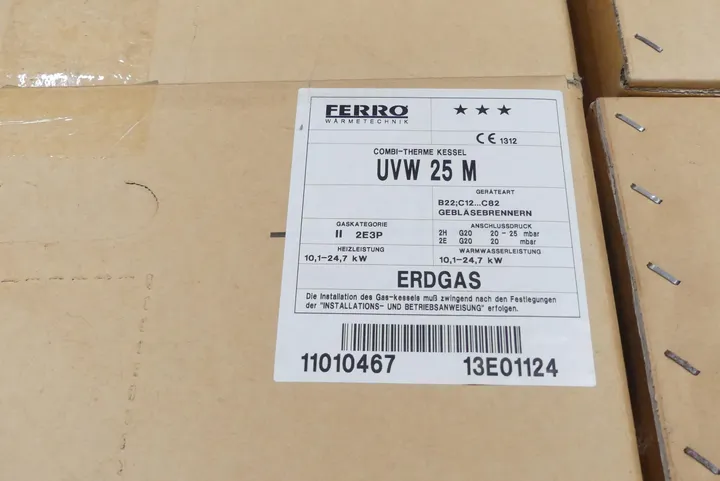 FERRO ★ ★ ★
WÄRMETECHNIK
CE 1312
COMBI-THERME KESSEL
UVW 25 M
GERÄTEART
B22;C12...C82
GEBLÄSEBRENNERN
GASKATEGORIE
II 2E3P
ANSCHLUSSDRUCK
2H G20 20 - 25 mbar
2E G20 20 mbar
HEIZLEISTUNG
10,1-24,7 kW
WARMWASSERLEISTUNG
10,1-24,7 kW
ERDGAS
Die Installation des Gas-kessels muß zwingend nach den Festlegungen
der "INSTALLATIONS- UND BETRIEBSANWEISUNG" erfolgen.
11010467 13E01124